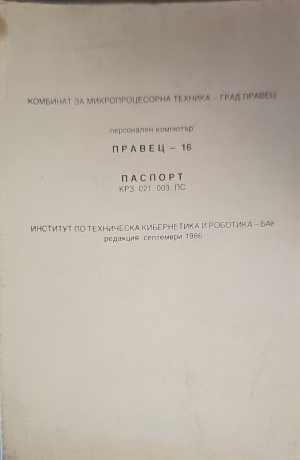 КОМБИНАТ ЗА МИКРОПРОЦЕСОРНА ТЕХНИКА – ГРАД ПРАВЕЦ
персонален компютър
ПРАВЕЦ – 16
ПАСПОРТ
КРЗ. 021. 003. ПС
ИНСТИТУТ ПО ТЕХНИЧЕСКА КИБЕРНЕТИКА И РОБОТИКА – БАН
редакция септември 1986